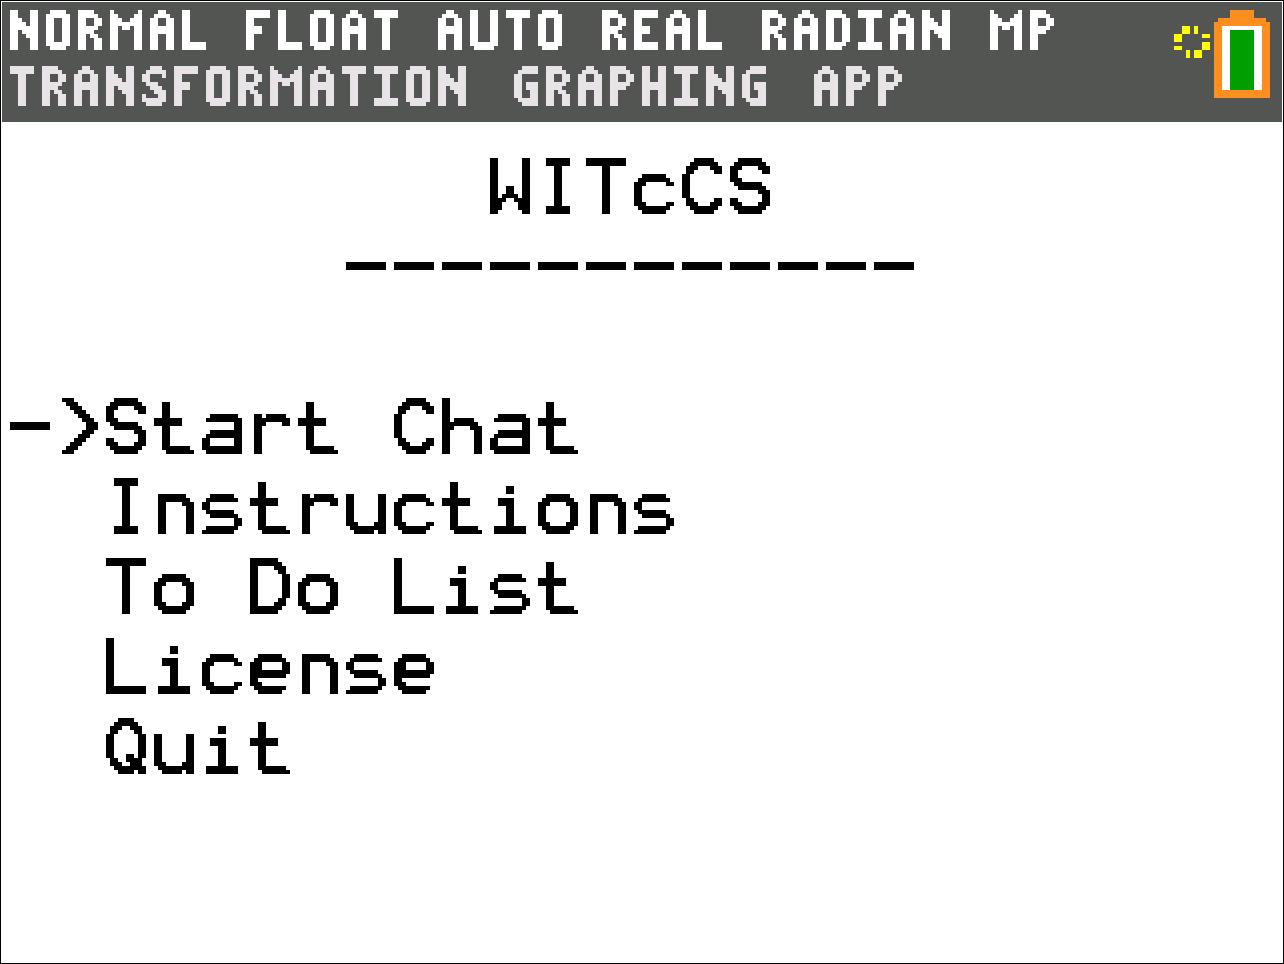 NORMAL FLOAT AUTO REAL RADIAN MP
TRANSFORMATION GRAPHING APP
WITcCS
------------
->Start Chat
Instructions
To Do List
License
Quit